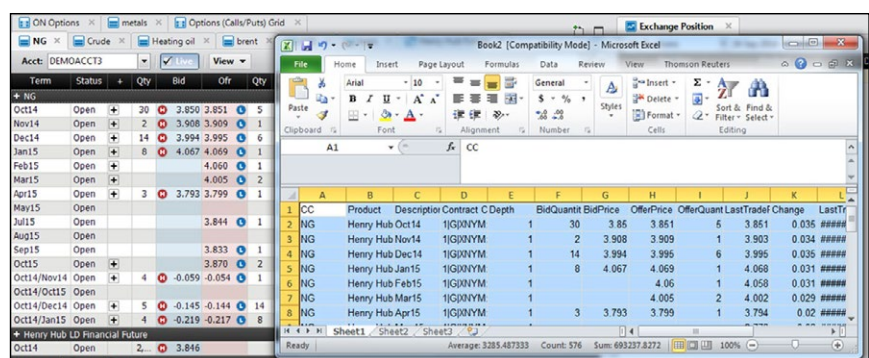 ON Options metals Options (Calls/Puts) Grid
Exchange Position
NG Crude Heating oil brent
Acct: DEMOACCT3 Live View
Term Status + Qty Bid Ofr Qty
+ NG
Oct14 Open + 30 3.850 3.851 5
Nov14 Open + 2 3.908 3.909 1
Dec14 Open + 14 3.994 3.995 6
Jan15 Open + 8 4.067 4.069 1
Feb15 Open + 4.060 1
Mar15 Open + 4.005 2
Apr15 Open + 3 3.793 3.799 1
May15 Open
Jul15 Open 3.844 1
Aug15 Open
Sep15 Open 3.833 1
Oct15 Open + 3.870 2
Oct14/Nov14 Open + 4 -0.059 -0.054 1
Oct14/Oct15 Open
Oct14/Dec14 Open + 5 -0.145 -0.144 14
Oct14/Jan15 Open + 4 -0.219 -0.217 8
+ Henry Hub LD Financial Future
Oct14 Open 2,... 3.846
Book2 [Compatibility Mode] - Microsoft Excel
File Home Insert Page Layout Formulas Data Review View Thomson Reuters
Paste
Arial 10
B I U
General
$ % ,
Styles
Insert
Delete
Format
Sort & Filter
Find & Select
Clipboard Font Alignment Number Cells Editing
A1 fx CC
A B C D E F G H I J K L
1 CC Product Description Contract C Depth BidQuantit BidPrice OfferPrice OfferQuant LastTradeF Change LastTr
2 NG Henry Hub Oct14 1|G|XNYM: 1 30 3.85 3.851 5 3.851 0.035 #####
3 NG Henry Hub Nov14 1|G|XNYM: 1 2 3.908 3.909 1 3.903 0.034 #####
4 NG Henry Hub Dec14 1|G|XNYM: 1 14 3.994 3.995 6 3.995 0.035 #####
5 NG Henry Hub Jan15 1|G|XNYM: 1 8 4.067 4.069 1 4.068 0.031 #####
6 NG Henry Hub Feb15 1|G|XNYM: 1 4.06 1 4.058 0.031 #####
7 NG Henry Hub Mar15 1|G|XNYM: 1 4.005 2 4.002 0.029 #####
8 NG Henry Hub Apr15 1|G|XNYM: 1 3 3.793 3.799 1 3.794 0.02 #####
Sheet1 Sheet2 Sheet3
Ready Average: 3285.487333 Count: 576 Sum: 693237.8272 100%